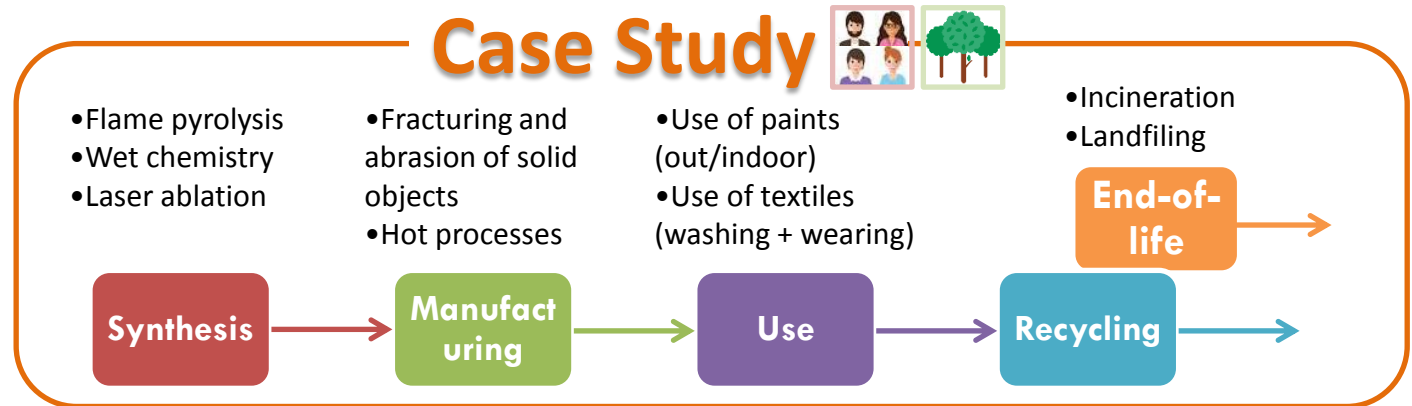 Case Study
•Flame pyrolysis
•Wet chemistry
•Laser ablation
•Fracturing and
abrasion of solid
objects
•Hot processes
•Use of paints
(out/indoor)
•Use of textiles
(washing + wearing)
•Incineration
•Landfiling
End-of-
life
Synthesis
Manufact
uring
Use
Recycling